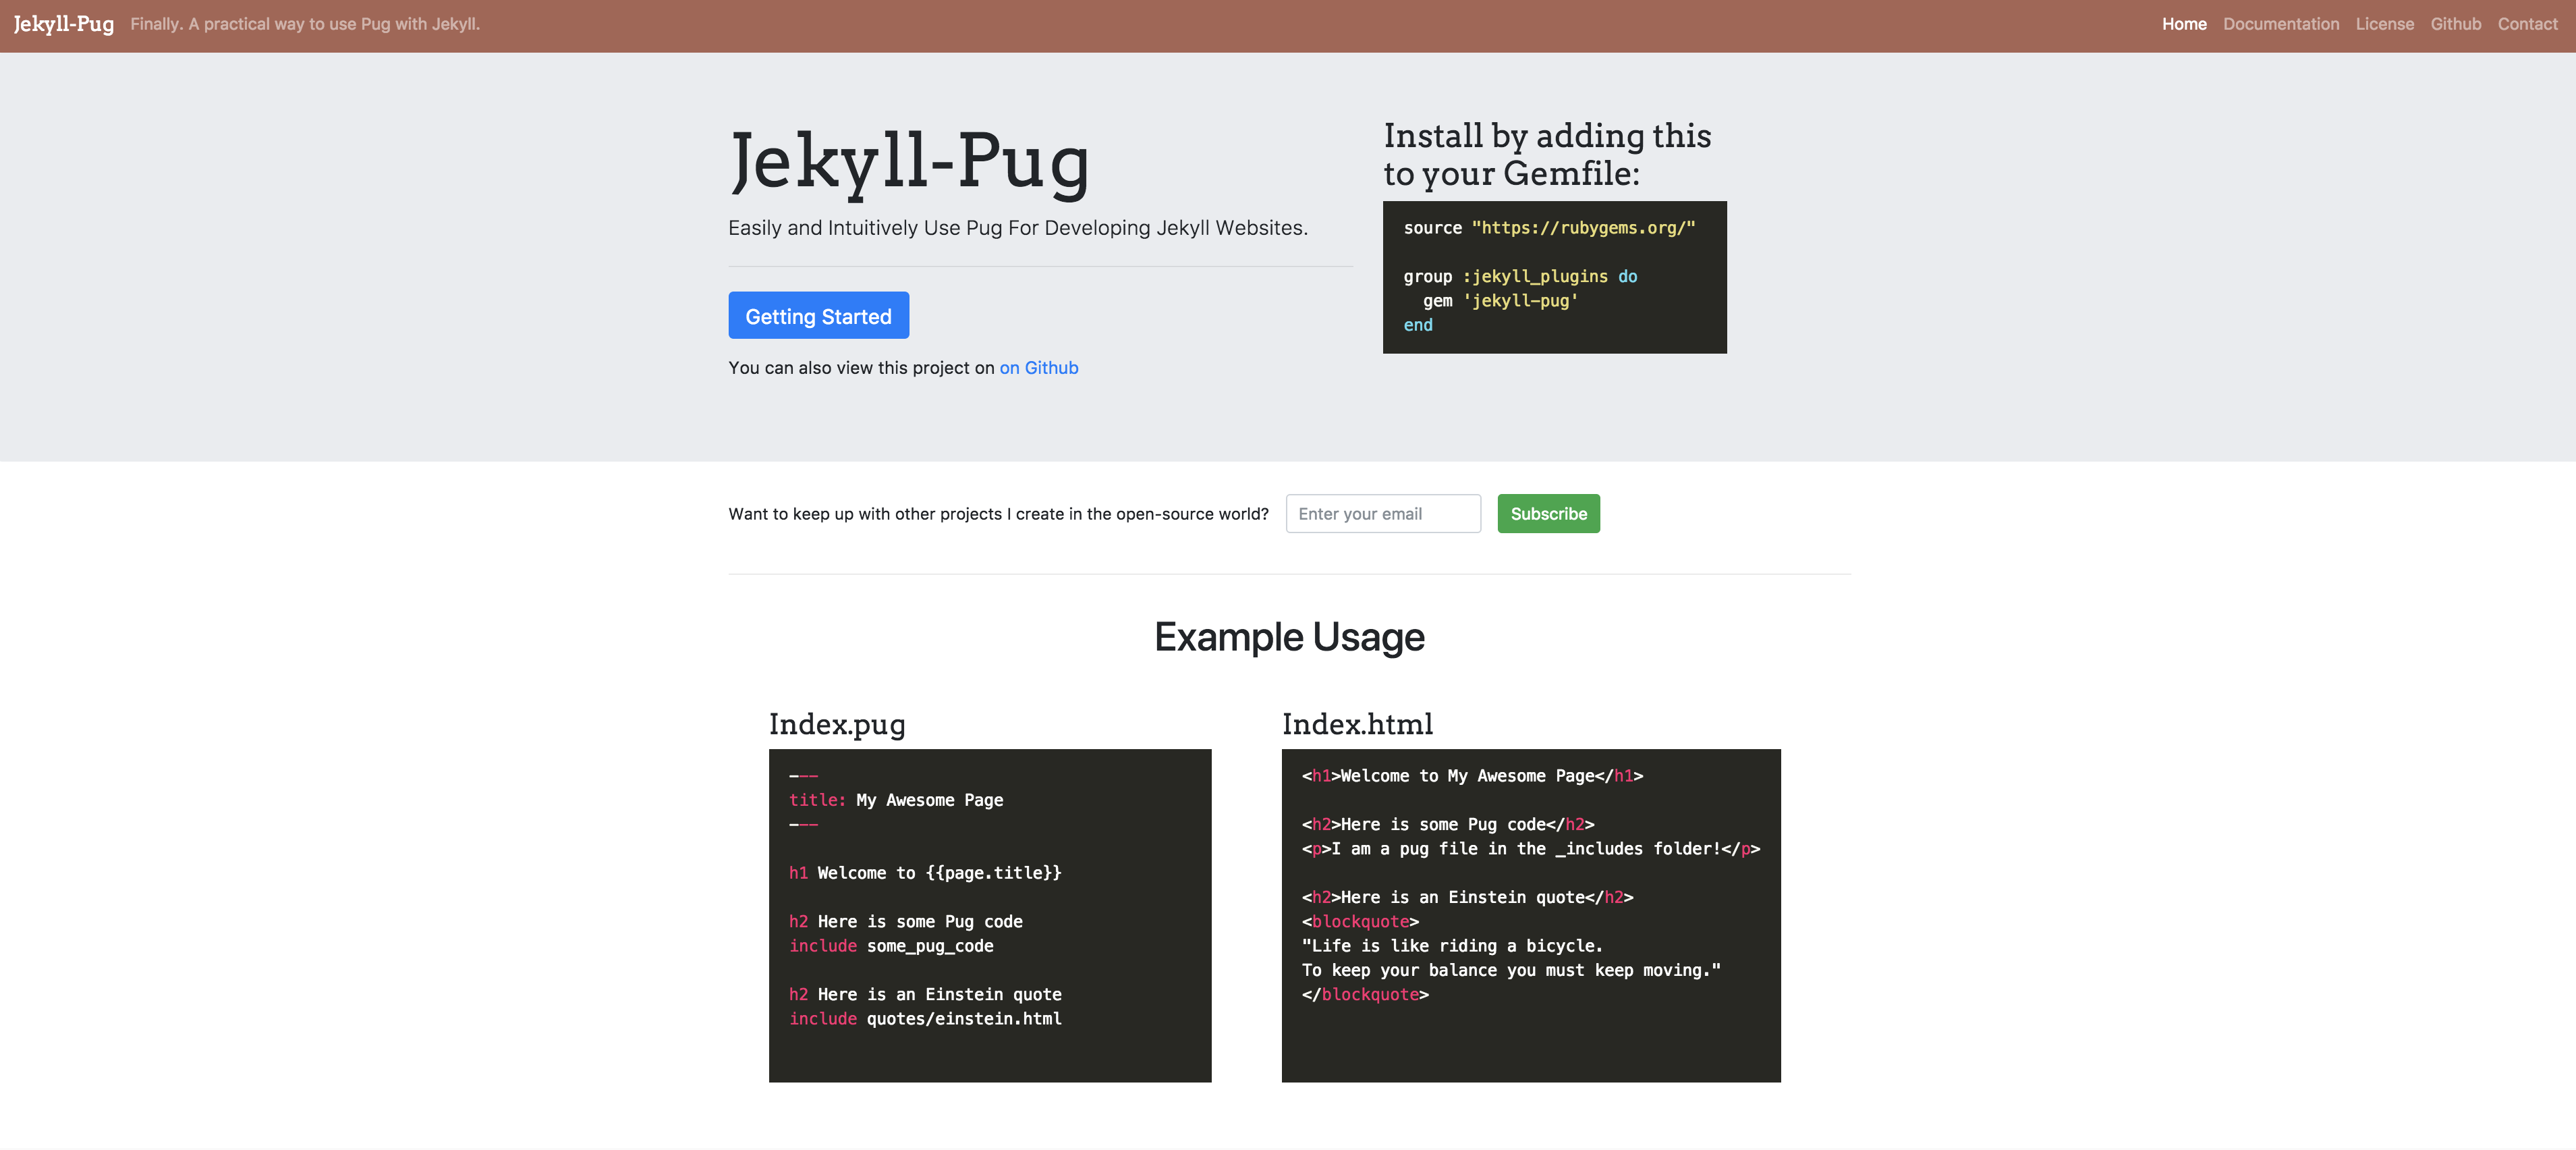 Jekyll-Pug Finally. A practical way to use Pug with Jekyll. Home Documentation License Github Contact
Jekyll-Pug
Easily and Intuitively Use Pug For Developing Jekyll Websites.
Getting Started
You can also view this project on on Github
Install by adding this
to your Gemfile:
source "https://rubygems.org/"
group :jekyll_plugins do
gem 'jekyll-pug'
end
Want to keep up with other projects I create in the open-source world? Enter your email Subscribe
Example Usage
Index.pug
---
title: My Awesome Page
---
h1 Welcome to {{page.title}}
h2 Here is some Pug code
include some_pug_code
h2 Here is an Einstein quote
include quotes/einstein.html
Index.html
<h1>Welcome to My Awesome Page</h1>
<h2>Here is some Pug code</h2>
<p>I am a pug file in the _includes folder!</p>
<h2>Here is an Einstein quote</h2>
<blockquote>
"Life is like riding a bicycle.
To keep your balance you must keep moving."
</blockquote>